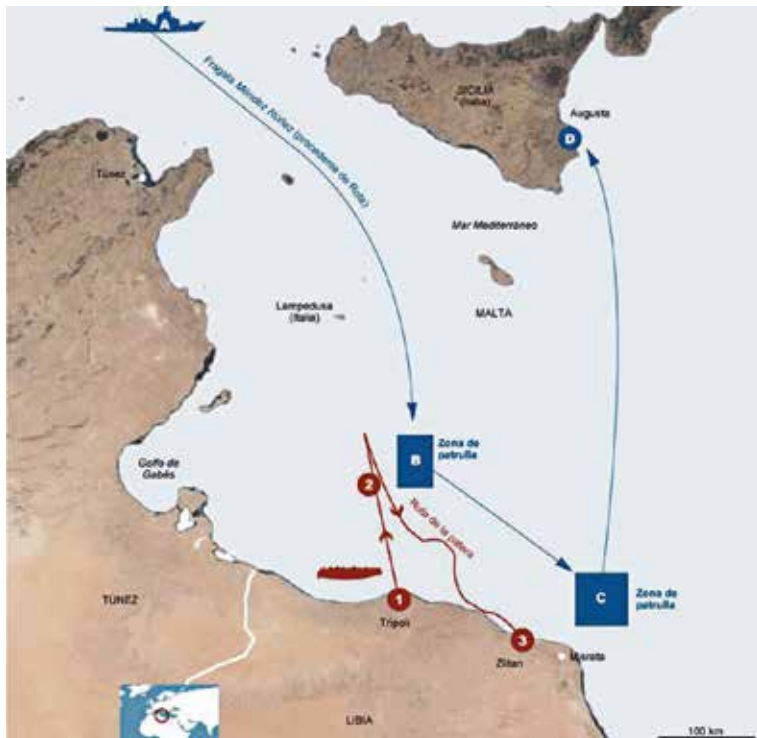 A
Fragata Méndez Núñez (procedente de Rota)
SICILIA
(Italia)
Augusta
D
Túnez
Mar Mediterráneo
Lampedusa
(Italia)
MALTA
B
Zona de
patrulla
Golfo de
Gabés
2
Ruta de la patera
C
Zona de
patrulla
1
TÚNEZ
Trípoli
3
Zlitan
Misrata
LIBIA
100 km